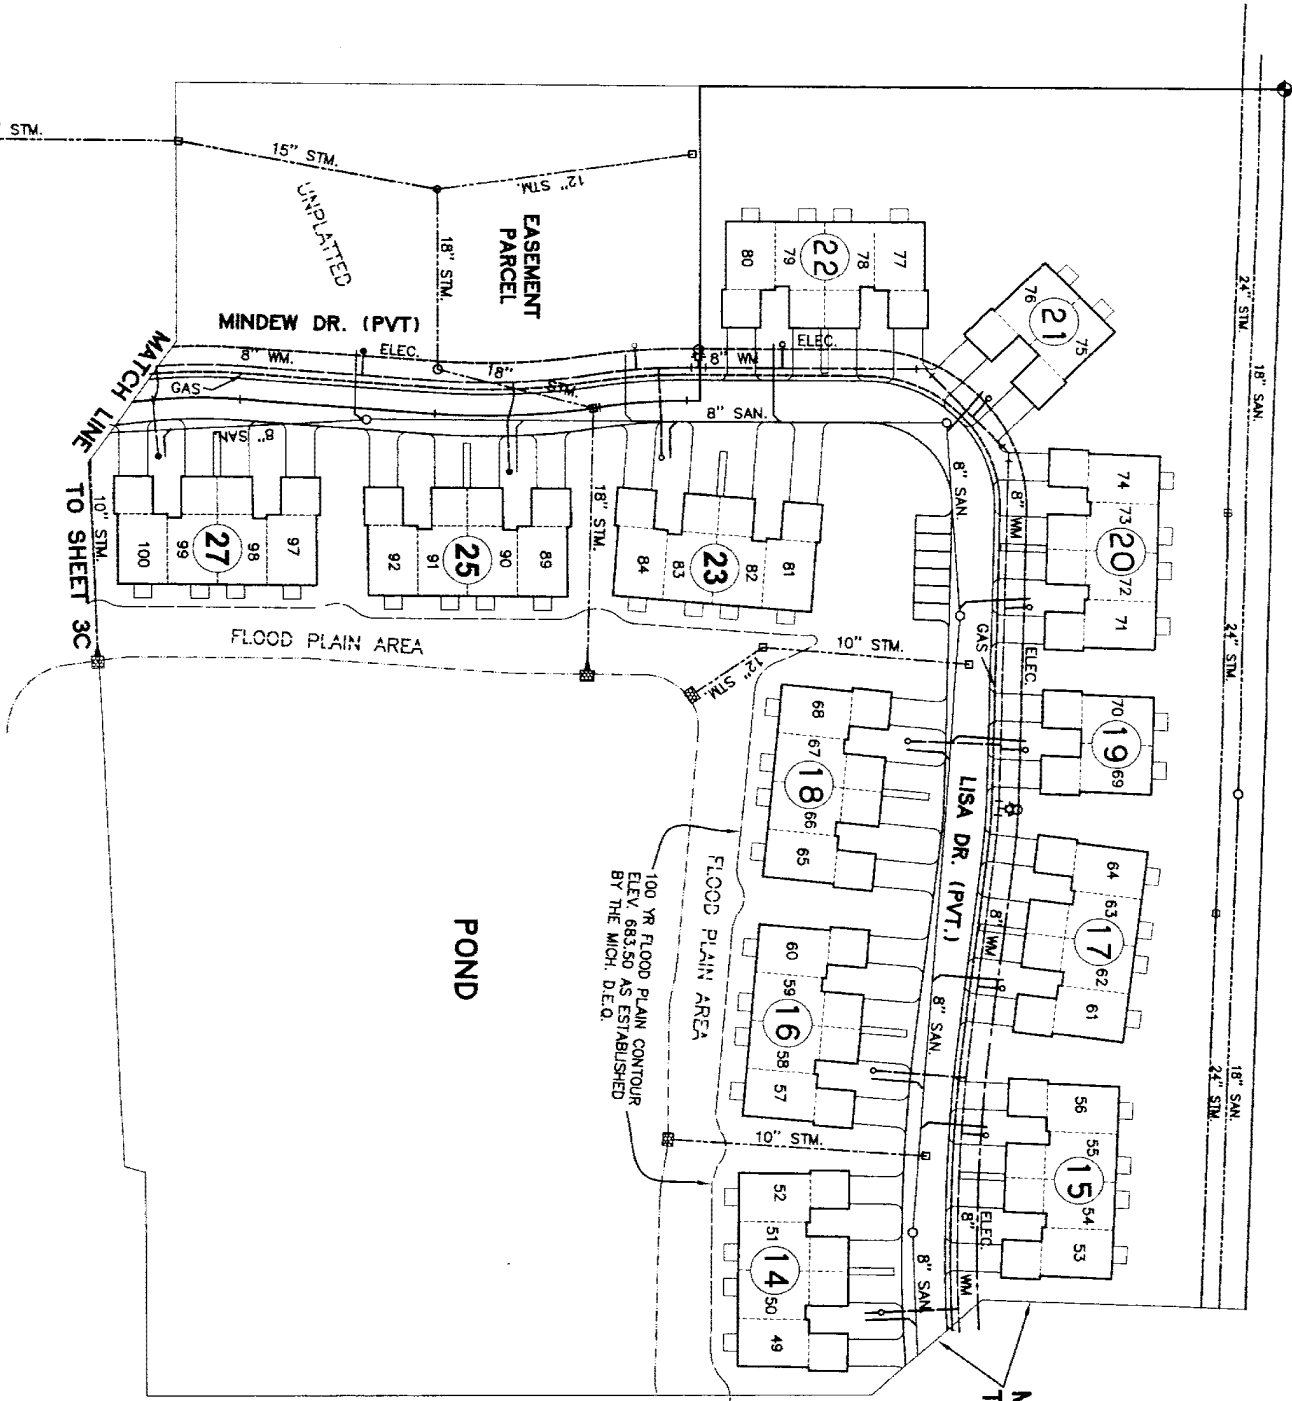 STM.
15" STM.
12" STM.
UNPLATTED
18" STM.
EASEMENT
PARCEL
MINDEW DR. (PVT)
8" WM.
ELEC.
GAS
18"
STM.
8" WM
ELEC.
8" SAN.
8" SAN.
MATCH LINE
TO SHEET 3C
10" STM.
18" STM.
80
79
22
78
77
76
21
75
74
73
20
72
71
70
19
69
64
63
17
62
61
56
55
15
54
53
100
99
27
98
97
92
91
25
90
89
84
83
23
82
81
68
67
18
66
65
60
59
16
58
57
52
51
14
50
49
24" STM.
18" SAN.
24" STM.
18" SAN.
24" STM.
8" SAN.
8" WM
GAS
ELEC.
10" STM.
12" STM.
LISA DR. (PVT.)
8" WM
8" SAN.
ELEC.
8"
WM
8" SAN.
10" STM.
FLOOD PLAIN AREA
FLOOD PLAIN AREA
100 YR FLOOD PLAIN CONTOUR
ELEV. 683.50 AS ESTABLISHED
BY THE MICH. D.E.Q.
POND